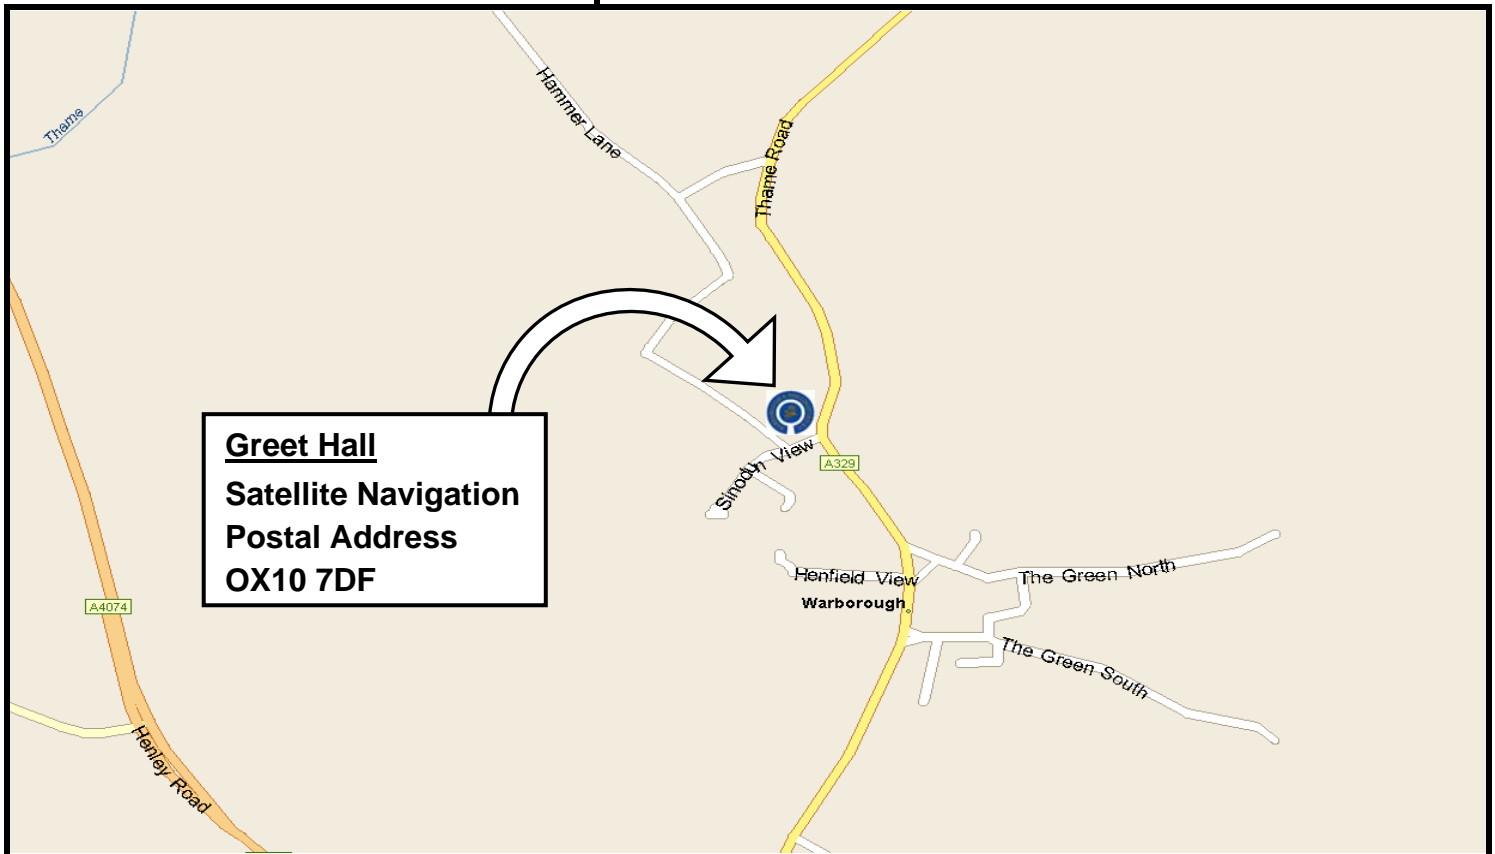 Hammer Lane
Thame
Thame Road
Greet Hall
Satellite Navigation
Postal Address
OX10 7DF
Sinodun View
A329
Henfield View
The Green North
Warborough
A4074
The Green South
Henley Road